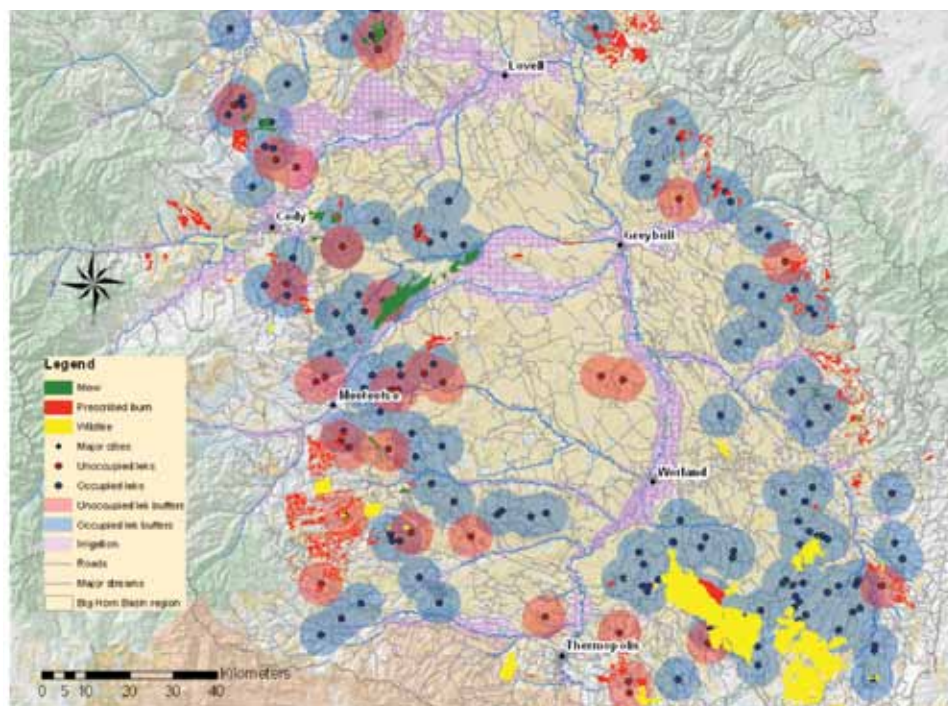 Lovell
Cody
Greybull
Legend
Mow
Prescribed burn
Wildfire
Major cities
Unoccupied leks
Occupied leks
Unoccupied lek buffers
Occupied lek buffers
Irrigation
Roads
Major streams
Big Horn Basin region
Meeteetse
Worland
Thermopolis
Kilometers
0 5 10 20 30 40